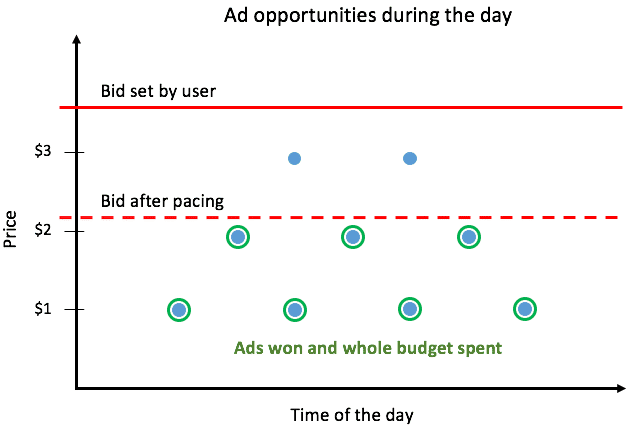 Ad opportunities during the day
Bid set by user
$3
Bid after pacing
$2
Price
$1
Ads won and whole budget spent
Time of the day